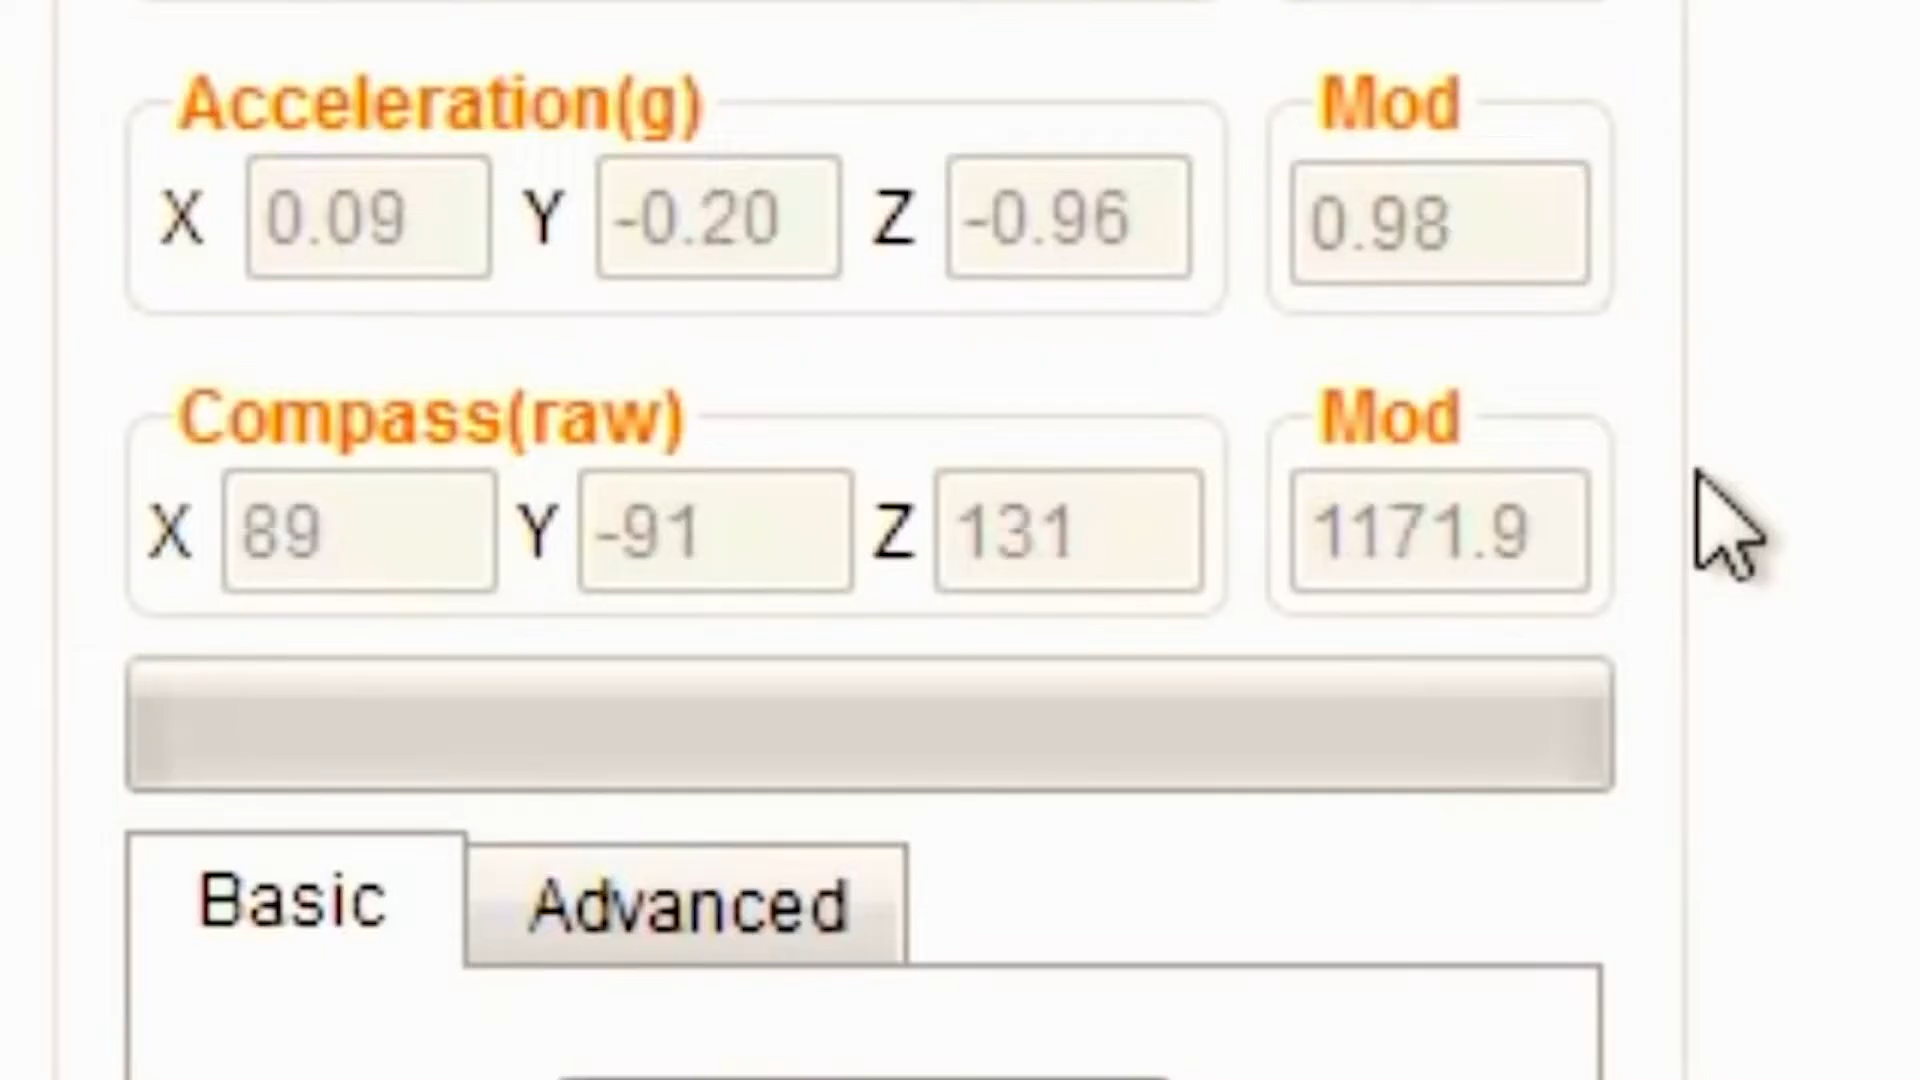 Acceleration(g) Mod
X 0.09 Y -0.20 Z -0.96 0.98
Compass(raw) Mod
X 89 Y -91 Z 131 1171.9
Basic Advanced